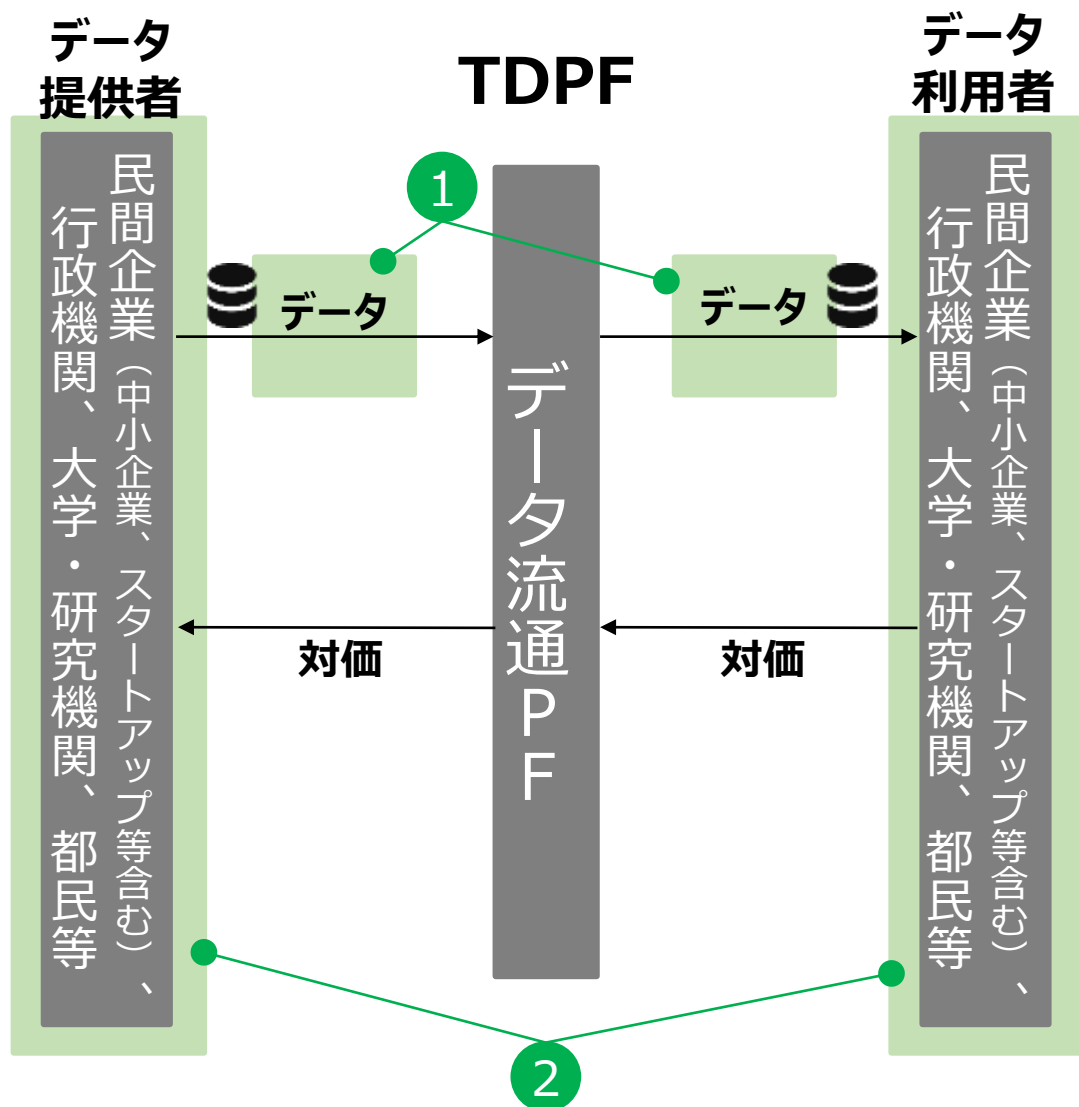 データ
提供者
TDPF
データ
利用者
民間企業（中小企業、スタートアップ等含む）、
行政機関、大学・研究機関、都民等
1
データ
データ流通PF
データ
対価
対価
民間企業（中小企業、スタートアップ等含む）、
行政機関、大学・研究機関、都民等
2